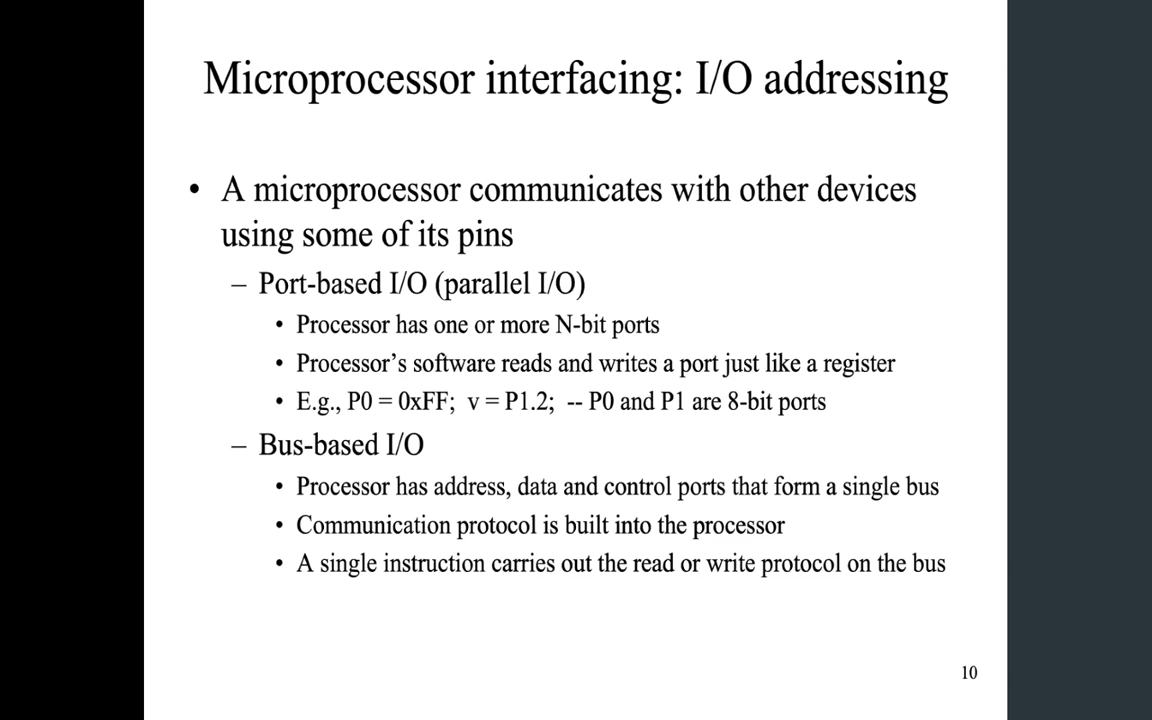 Microprocessor interfacing: I/O addressing
• A microprocessor communicates with other devices
using some of its pins
– Port-based I/O (parallel I/O)
• Processor has one or more N-bit ports
• Processor’s software reads and writes a port just like a register
• E.g., P0 = 0xFF;  v = P1.2;  -- P0 and P1 are 8-bit ports
– Bus-based I/O
• Processor has address, data and control ports that form a single bus
• Communication protocol is built into the processor
• A single instruction carries out the read or write protocol on the bus
10